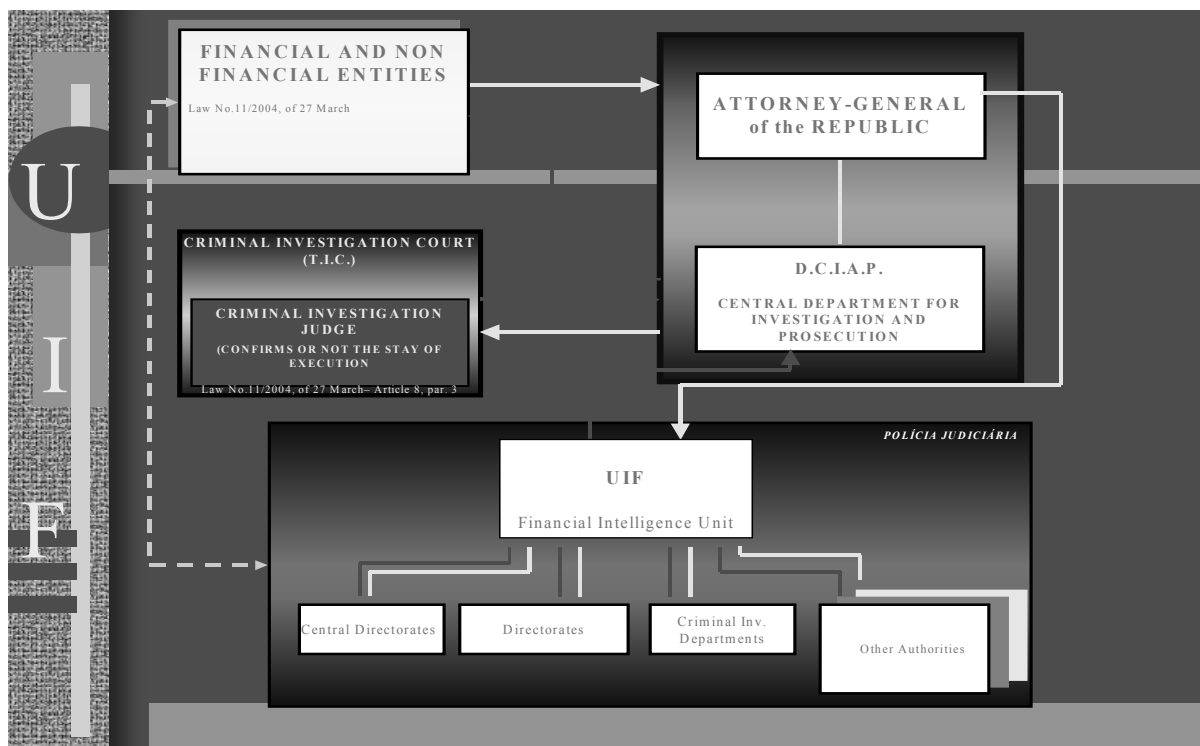 U
I
F
FINANCIAL AND NON
FINANCIAL ENTITIES
Law No.11/2004, of 27 March
ATTORNEY-GENERAL
of the REPUBLIC
CRIMINAL INVESTIGATION COURT
(T.I.C.)
CRIMINAL INVESTIGATION
JUDGE
(CONFIRMS OR NOT THE STAY OF
EXECUTION
Law No.11/2004, of 27 March– Article 8, par. 3
D.C.I.A.P.
CENTRAL DEPARTMENT FOR
INVESTIGATION AND
PROSECUTION
POLÍCIA JUDICIÁRIA
UIF
Financial Intelligence Unit
Central Directorates
Directorates
Criminal Inv.
Departments
Other Authorities